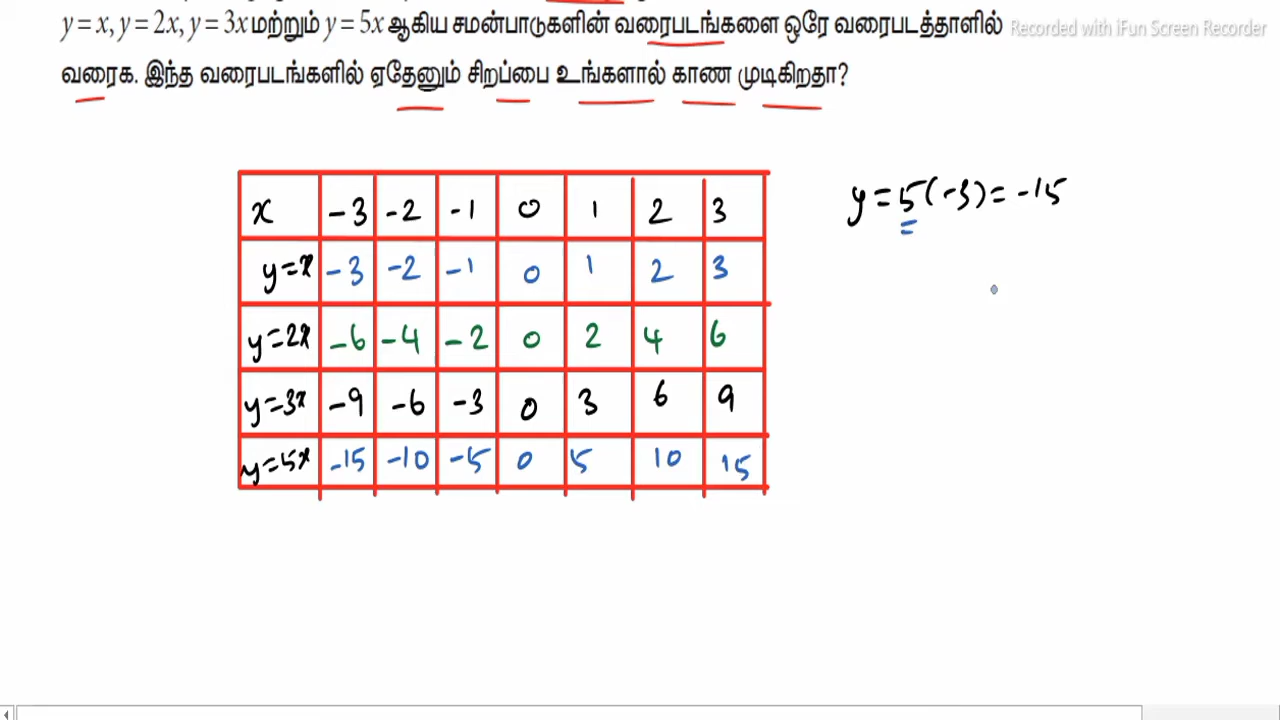 y = x, y = 2x, y = 3x மற்றும் y = 5x ஆகிய சமன்பாடுகளின் வரைபடங்களை ஒரே வரைபடத்தாளில்
Recorded with iFun Screen Recorder
வரைக. இந்த வரைபடங்களில் ஏதேனும் சிறப்பை உங்களால் காண முடிகிறதா?
y = 5(-3) = -15
x -3 -2 -1 0 1 2 3
y=x -3 -2 -1 0 1 2 3
y=2x -6 -4 -2 0 2 4 6
y=3x -9 -6 -3 0 3 6 9
y=5x -15 -10 -5 0 5 10 15